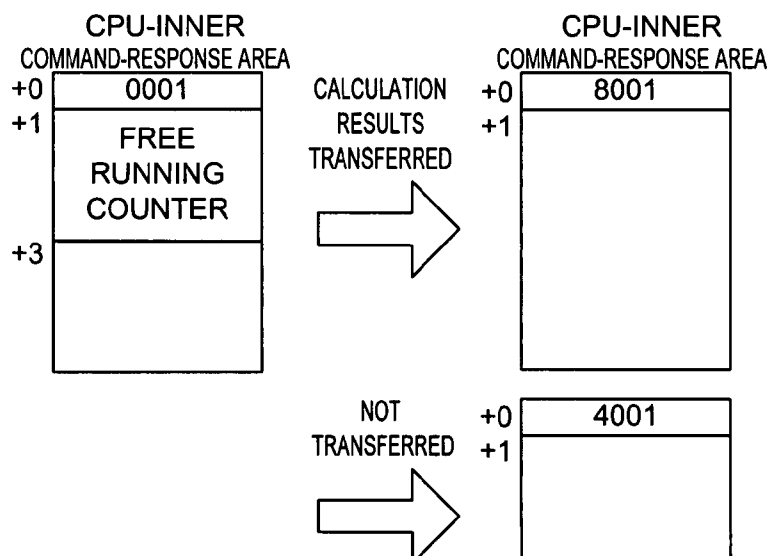 CPU-INNER
COMMAND-RESPONSE AREA
+0 0001
+1
FREE
RUNNING
COUNTER
+3
CALCULATION
RESULTS
TRANSFERRED
CPU-INNER
COMMAND-RESPONSE AREA
+0 8001
+1
NOT
TRANSFERRED
+0 4001
+1